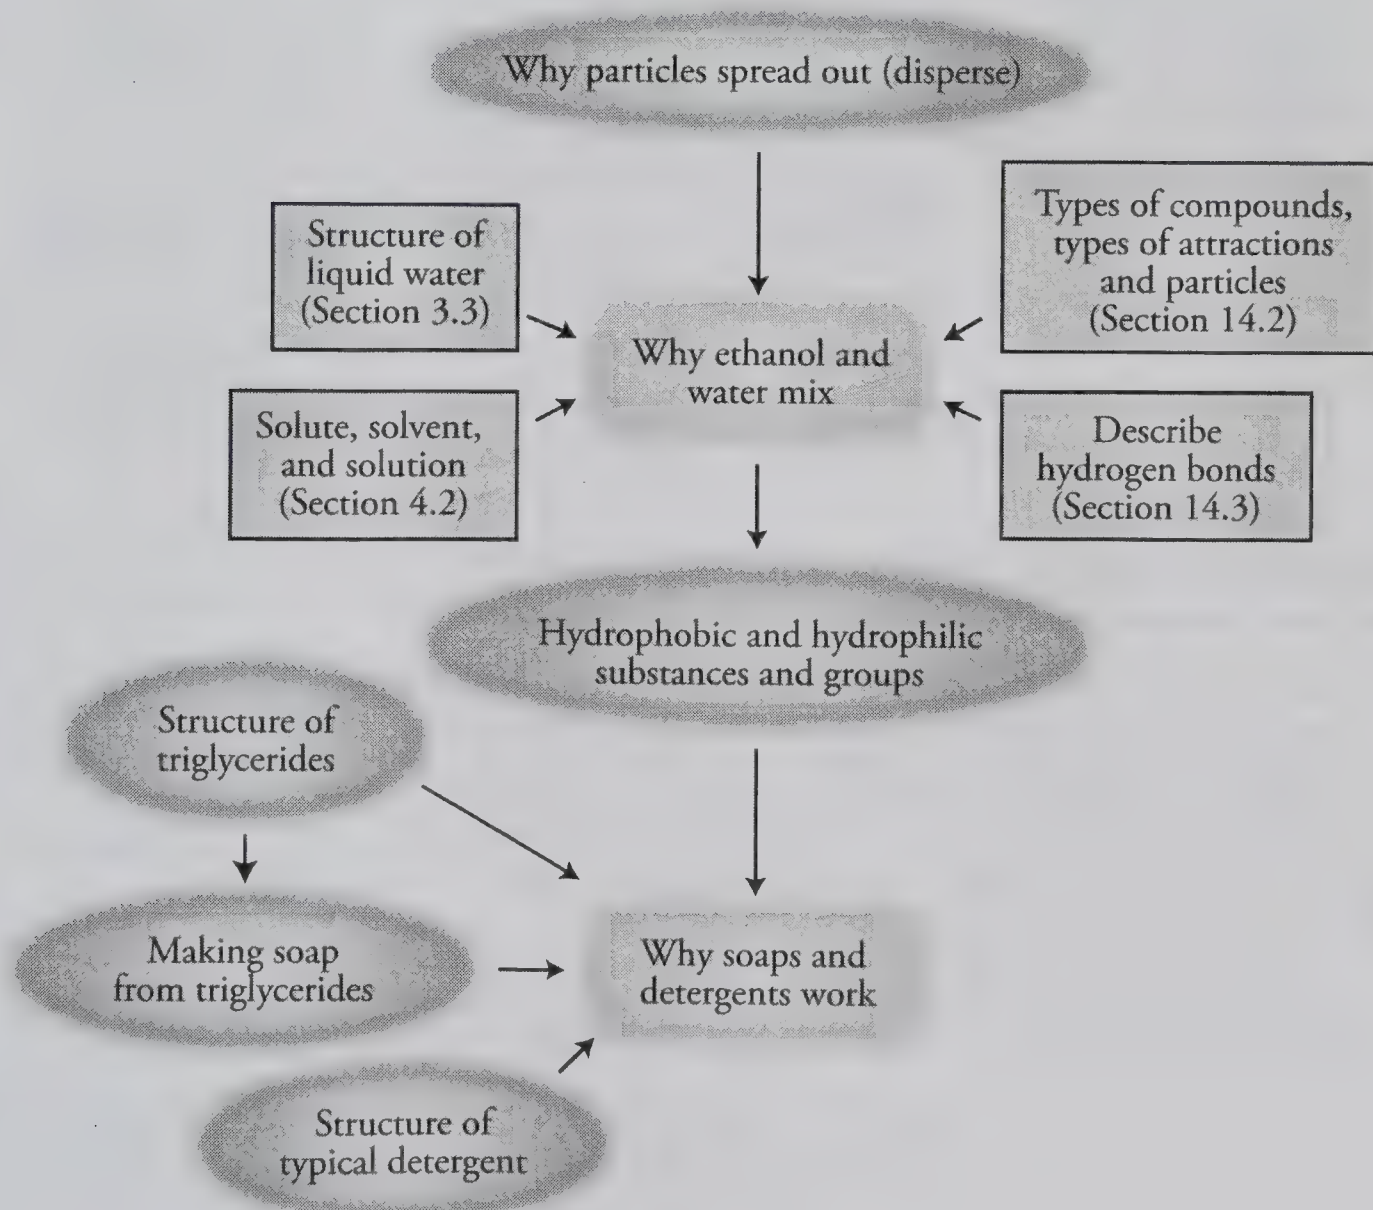 Why particles spread out (disperse)
Structure of
liquid water
(Section 3.3)
Types of compounds,
types of attractions
and particles
(Section 14.2)
Why ethanol and
water mix
Solute, solvent,
and solution
(Section 4.2)
Describe
hydrogen bonds
(Section 14.3)
Hydrophobic and hydrophilic
substances and groups
Structure of
triglycerides
Making soap
from triglycerides
Why soaps and
detergents work
Structure of
typical detergent